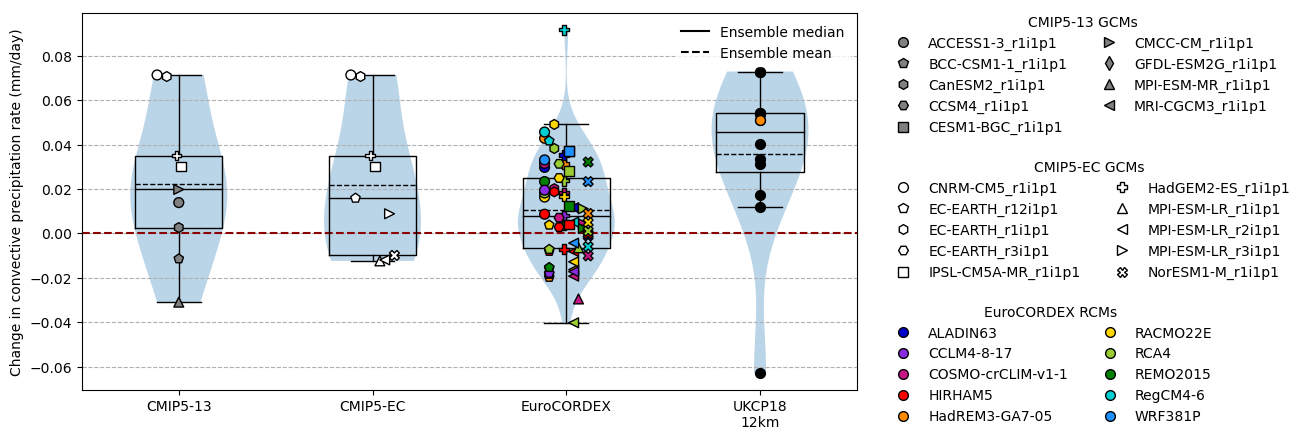 Change in convective precipitation rate (mm/day)
0.08
0.06
0.04
0.02
0.00
−0.02
−0.04
−0.06
CMIP5-13
CMIP5-EC
EuroCORDEX
UKCP18
12km
Ensemble median
Ensemble mean
CMIP5-13 GCMs
ACCESS1-3_r1i1p1
BCC-CSM1-1_r1i1p1
CanESM2_r1i1p1
CCSM4_r1i1p1
CESM1-BGC_r1i1p1
CMCC-CM_r1i1p1
GFDL-ESM2G_r1i1p1
MPI-ESM-MR_r1i1p1
MRI-CGCM3_r1i1p1
CMIP5-EC GCMs
CNRM-CM5_r1i1p1
EC-EARTH_r12i1p1
EC-EARTH_r1i1p1
EC-EARTH_r3i1p1
IPSL-CM5A-MR_r1i1p1
HadGEM2-ES_r1i1p1
MPI-ESM-LR_r1i1p1
MPI-ESM-LR_r2i1p1
MPI-ESM-LR_r3i1p1
NorESM1-M_r1i1p1
EuroCORDEX RCMs
ALADIN63
CCLM4-8-17
COSMO-crCLIM-v1-1
HIRHAM5
HadREM3-GA7-05
RACMO22E
RCA4
REMO2015
RegCM4-6
WRF381P